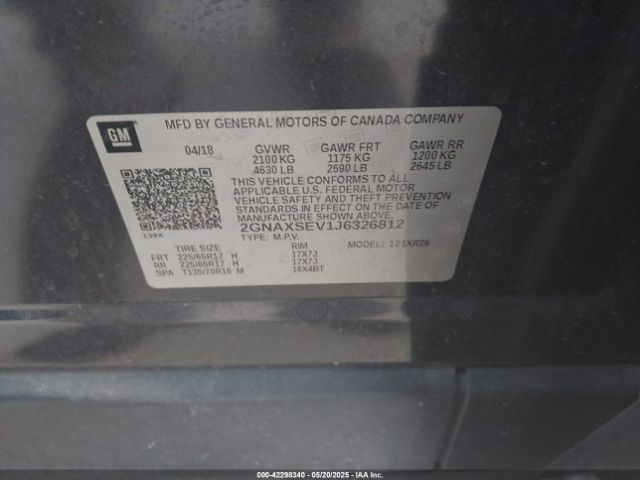 GM
MFD BY GENERAL MOTORS OF CANADA COMPANY
04/18 GVWR GAWR FRT GAWR RR
2100 KG 1175 KG 1200 KG
4630 LB 2590 LB 2645 LB
THIS VEHICLE CONFORMS TO ALL
APPLICABLE U.S. FEDERAL MOTOR
VEHICLE SAFETY AND THEFT PREVENTION
STANDARDS IN EFFECT ON THE DATE OF
MANUFACTURE SHOWN ABOVE.
2GNAXSEV1J6326812
139X TYPE: M.P.V. MODEL: 121XR26
TIRE SIZE RIM
FRT 225/65R17 H 17X7J
RR 225/65R17 H 17X7J
SPA T135/70R16 M 16X4BT
000-42298340 - 05/20/2025 - IAA Inc.